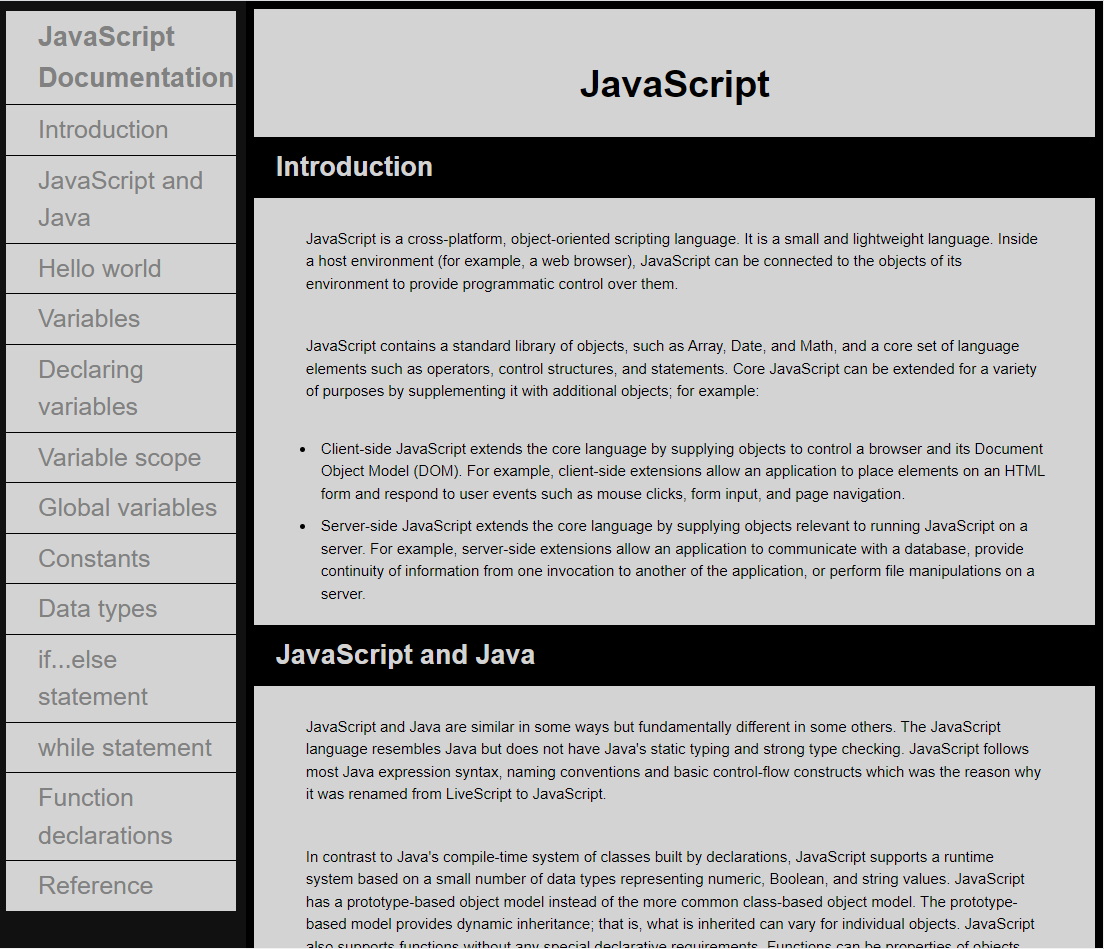 JavaScript
Documentation
Introduction
JavaScript and
Java
Hello world
Variables
Declaring
variables
Variable scope
Global variables
Constants
Data types
if...else
statement
while statement
Function
declarations
Reference
JavaScript
Introduction
JavaScript is a cross-platform, object-oriented scripting language. It is a small and lightweight language. Inside
a host environment (for example, a web browser), JavaScript can be connected to the objects of its
environment to provide programmatic control over them.
JavaScript contains a standard library of objects, such as Array, Date, and Math, and a core set of language
elements such as operators, control structures, and statements. Core JavaScript can be extended for a variety
of purposes by supplementing it with additional objects; for example:
• Client-side JavaScript extends the core language by supplying objects to control a browser and its Document
Object Model (DOM). For example, client-side extensions allow an application to place elements on an HTML
form and respond to user events such as mouse clicks, form input, and page navigation.
• Server-side JavaScript extends the core language by supplying objects relevant to running JavaScript on a
server. For example, server-side extensions allow an application to communicate with a database, provide
continuity of information from one invocation to another of the application, or perform file manipulations on a
server.
JavaScript and Java
JavaScript and Java are similar in some ways but fundamentally different in some others. The JavaScript
language resembles Java but does not have Java's static typing and strong type checking. JavaScript follows
most Java expression syntax, naming conventions and basic control-flow constructs which was the reason why
it was renamed from LiveScript to JavaScript.
In contrast to Java's compile-time system of classes built by declarations, JavaScript supports a runtime
system based on a small number of data types representing numeric, Boolean, and string values. JavaScript
has a prototype-based object model instead of the more common class-based object model. The prototype-
based model provides dynamic inheritance; that is, what is inherited can vary for individual objects. JavaScript
also supports functions without any special declarative requirements. Functions can be properties of objects,